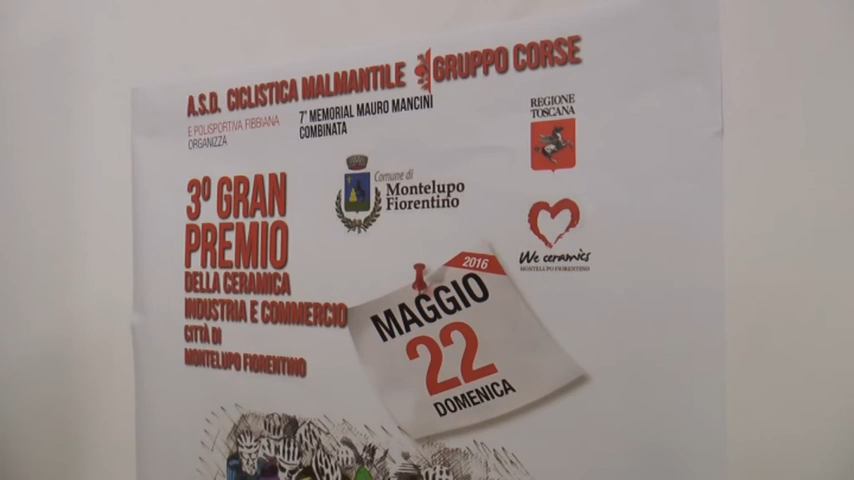 A.S.D. CICLISTICA MALMANTILE GRUPPO CORSE
E POLISPORTIVA FIBBIANA
ORGANIZZA
7° MEMORIAL MAURO MANCINI
COMBINATA
REGIONE
TOSCANA
Comune di
Montelupo
Fiorentino
3° GRAN
PREMIO
DELLA CERAMICA
INDUSTRIA E COMMERCIO
CITTÀ DI
MONTELUPO FIORENTINO
We ceramics
MONTELUPO FIORENTINO
2016
MAGGIO
22
DOMENICA